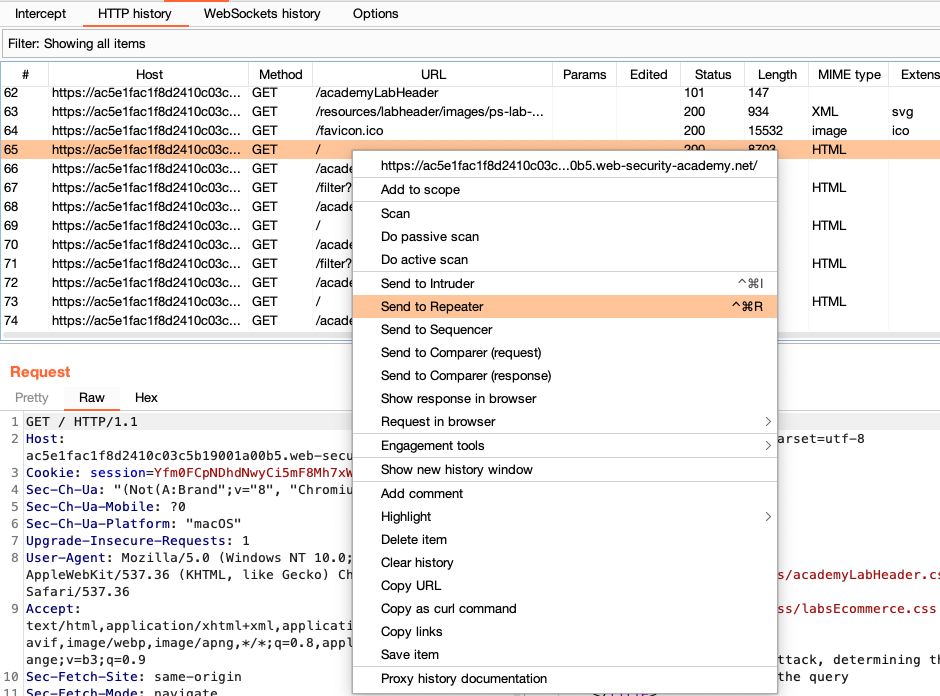 Intercept HTTP history WebSockets history Options
Filter: Showing all items
# Host Method URL Params Edited Status Length MIME type Extens
62 https://ac5e1fac1f8d2410c03c... GET /academyLabHeader 101 147
63 https://ac5e1fac1f8d2410c03c... GET /resources/labheader/images/ps-lab-... 200 934 XML svg
64 https://ac5e1fac1f8d2410c03c... GET /favicon.ico 200 15532 image ico
65 https://ac5e1fac1f8d2410c03c... GET / 200 8703 HTML
66 https://ac5e1fac1f8d2410c03c... GET /acade
67 https://ac5e1fac1f8d2410c03c... GET /filter? HTML
68 https://ac5e1fac1f8d2410c03c... GET /acade
69 https://ac5e1fac1f8d2410c03c... GET / HTML
70 https://ac5e1fac1f8d2410c03c... GET /acade
71 https://ac5e1fac1f8d2410c03c... GET /filter? HTML
72 https://ac5e1fac1f8d2410c03c... GET /acade
73 https://ac5e1fac1f8d2410c03c... GET / HTML
74 https://ac5e1fac1f8d2410c03c... GET /acade
https://ac5e1fac1f8d2410c03c...0b5.web-security-academy.net/
Add to scope
Scan
Do passive scan
Do active scan
Send to Intruder ^⌘I
Send to Repeater ^⌘R
Send to Sequencer
Send to Comparer (request)
Send to Comparer (response)
Show response in browser
Request in browser
Engagement tools
Show new history window
Add comment
Highlight
Delete item
Clear history
Copy URL
Copy as curl command
Copy links
Save item
Proxy history documentation
Request
Pretty Raw Hex
1 GET / HTTP/1.1
2 Host:
ac5e1fac1f8d2410c03c5b19001a00b5.web-secu
3 Cookie: session=Yfm0FCpNDhdNwyCi5mF8Mh7xW
4 Sec-Ch-Ua: "(Not(A:Brand";v="8", "Chromiu
5 Sec-Ch-Ua-Mobile: ?0
6 Sec-Ch-Ua-Platform: "macOS"
7 Upgrade-Insecure-Requests: 1
8 User-Agent: Mozilla/5.0 (Windows NT 10.0;
AppleWebKit/537.36 (KHTML, like Gecko) Ch
Safari/537.36
9 Accept:
text/html,application/xhtml+xml,applicati
avif,image/webp,image/apng,*/*;q=0.8,appl
ange;v=b3;q=0.9
10 Sec-Fetch-Site: same-origin
11 Sec-Fetch-Mode: navigate
arset=utf-8
s/academyLabHeader.cs
ss/labsEcommerce.css
ttack, determining th
the query